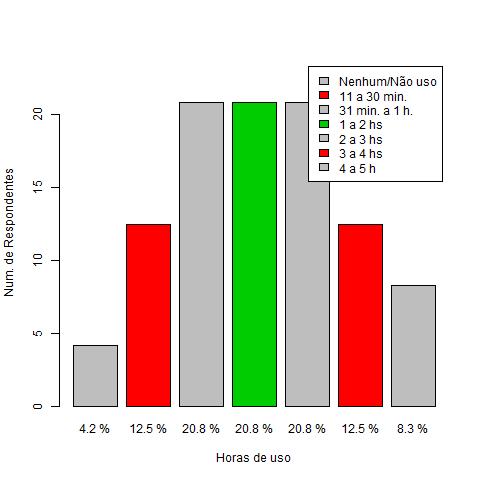 Nenhum/Não uso
11 a 30 min.
31 min. a 1 h.
1 a 2 hs
2 a 3 hs
3 a 4 hs
4 a 5 h
Num. de Respondentes
20
15
10
5
0
4.2 %
12.5 %
20.8 %
20.8 %
20.8 %
12.5 %
8.3 %
Horas de uso